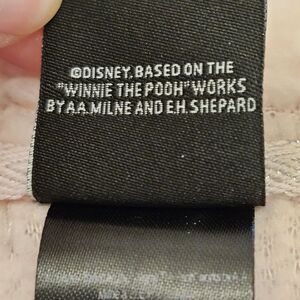 ©DISNEY. BASED ON THE
"WINNIE THE POOH" WORKS
BY A.A. MILNE AND E.H. SHEPARD